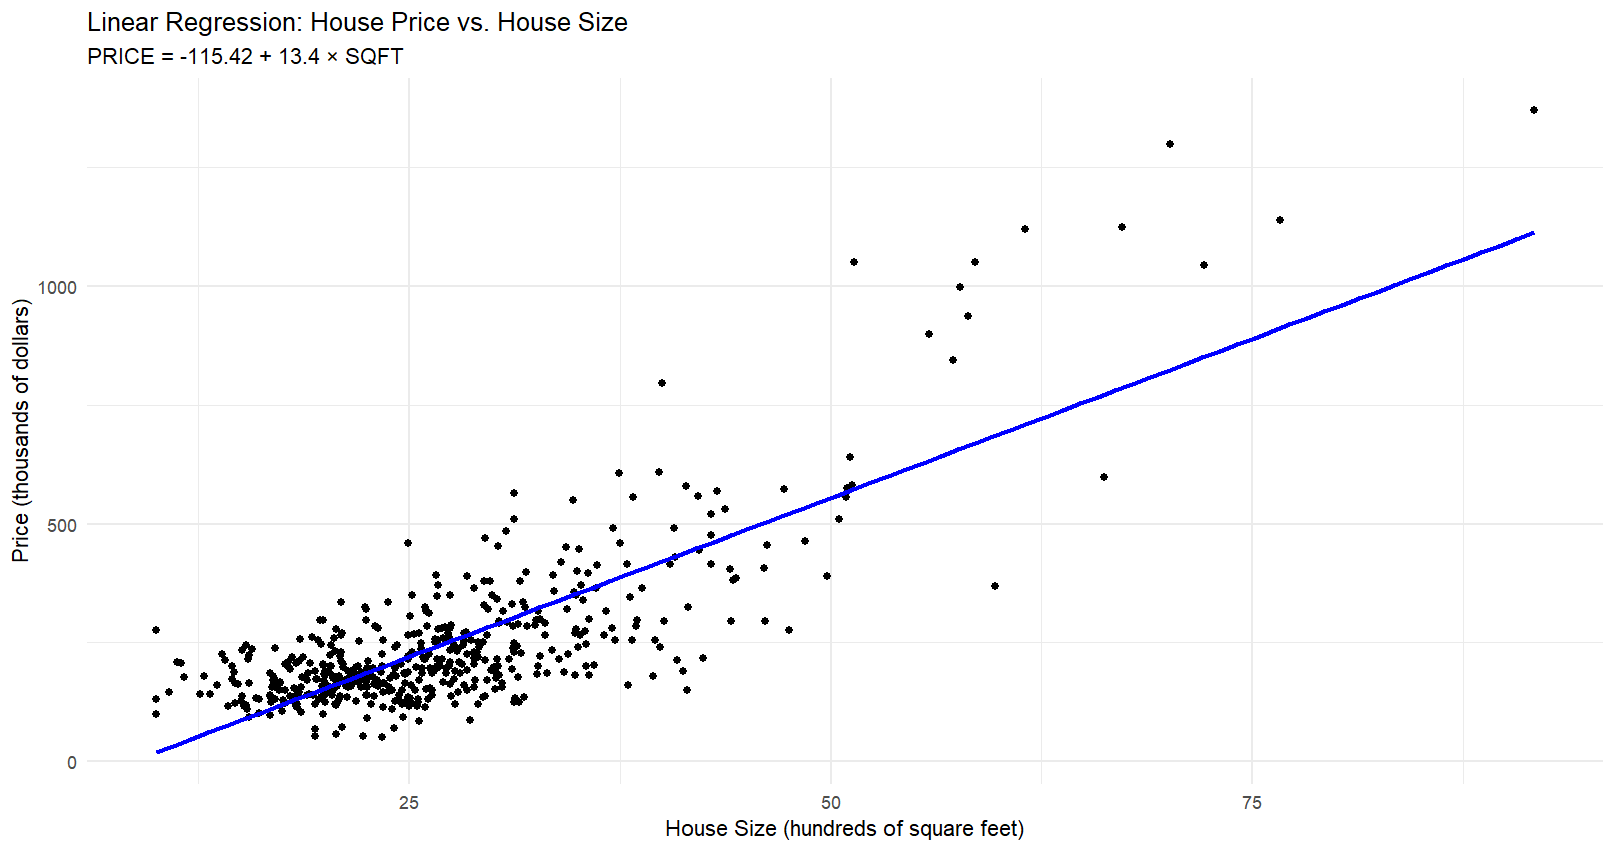 Linear Regression: House Price vs. House Size
PRICE = -115.42 + 13.4 × SQFT
Price (thousands of dollars)
1000
500
0
25
50
75
House Size (hundreds of square feet)